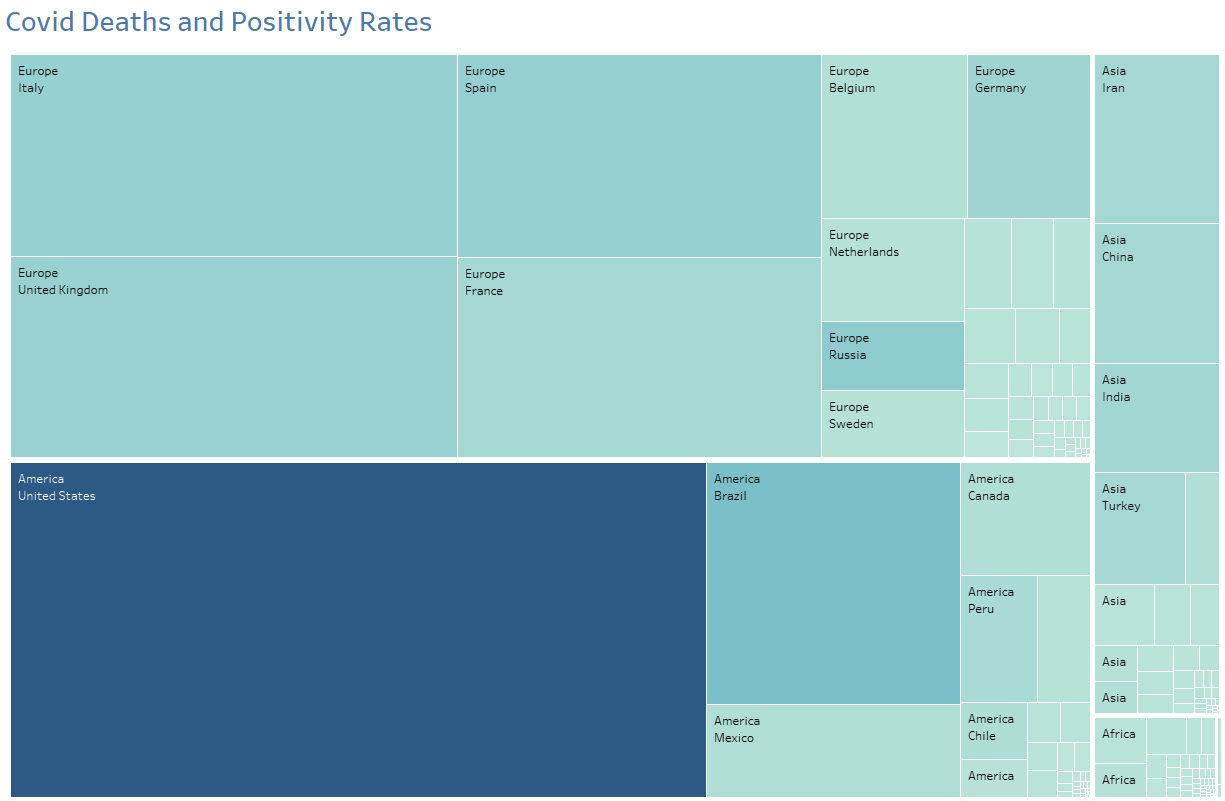 Covid Deaths and Positivity Rates
Europe
Italy
Europe
Spain
Europe
Belgium
Europe
Germany
Asia
Iran
Europe
Netherlands
Asia
China
Europe
United Kingdom
Europe
France
Europe
Russia
Asia
India
Europe
Sweden
America
United States
America
Brazil
America
Canada
Asia
Turkey
America
Peru
Asia
Asia
Asia
America
Mexico
America
Chile
Africa
America
Africa